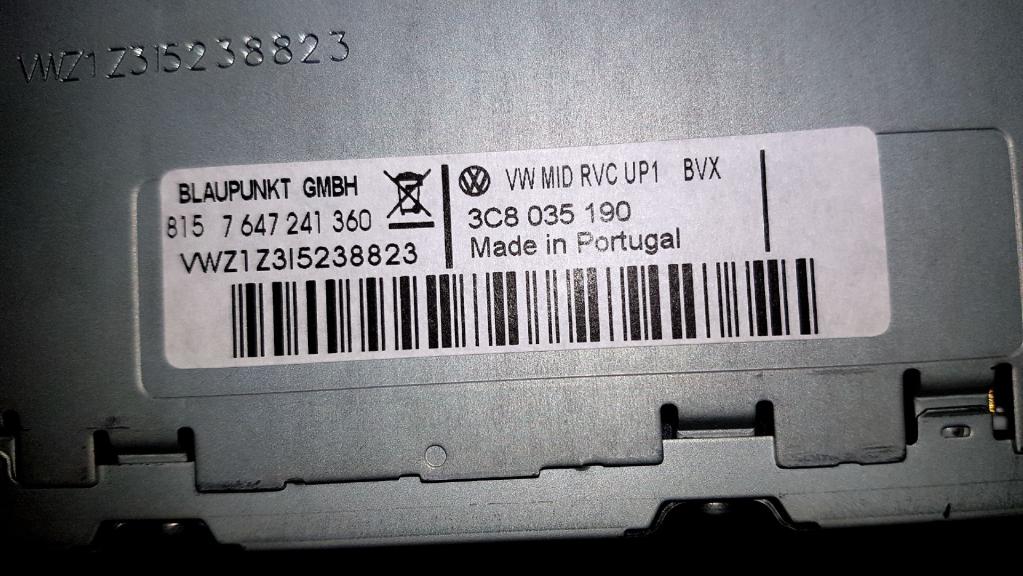 VWZ1Z3I5238823
BLAUPUNKT GMBH
815 7 647 241 360
VWZ1Z3I5238823
VW MID RVC UP1 BVX
3C8 035 190
Made in Portugal